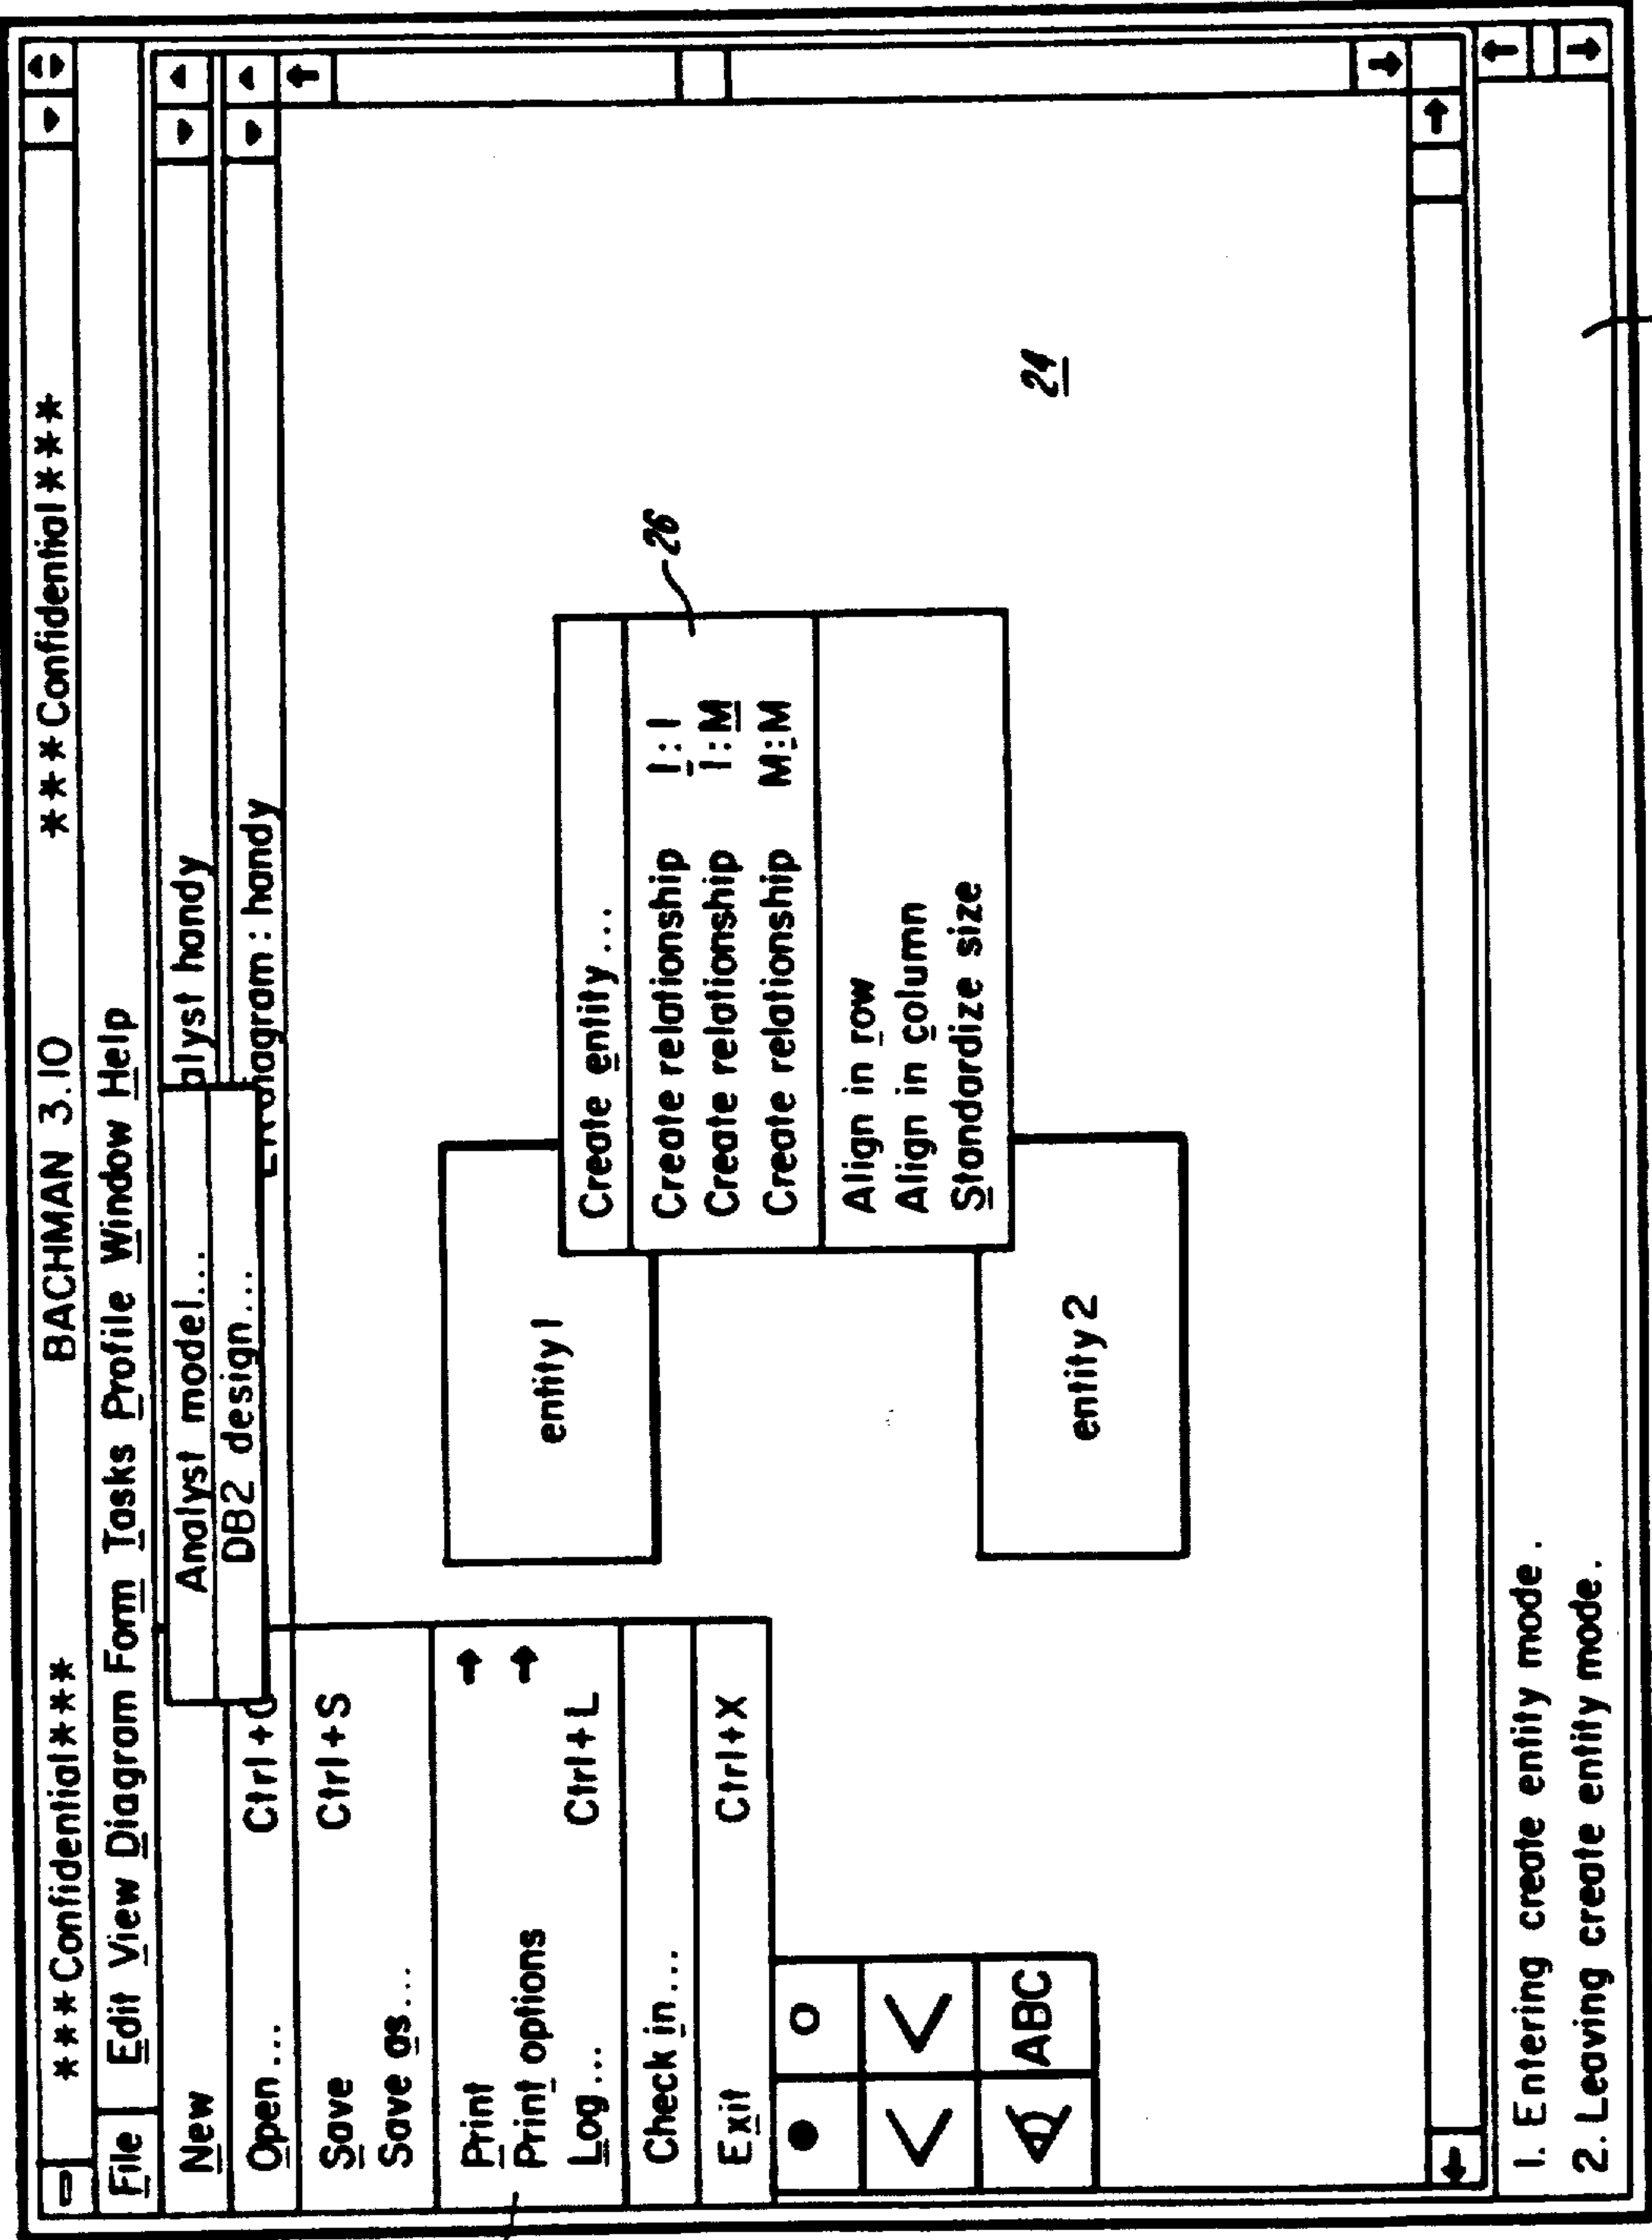 ***Confidential*** BACHMAN 3.10 ***Confidential***
File Edit View Diagram Form Tasks Profile Window Help
New
Analyst model...
DB2 design...
alyst handy
diagram: handy
Open... Ctrl+O
Save Ctrl+S
Save as...
Print →
Print options →
Log... Ctrl+L
Check in...
Exit Ctrl+X
ABC
entity1
entity2
Create entity...
Create relationship 1:1
Create relationship 1:M
Create relationship M:M
Align in row
Align in column
Standardize size
26
24
1. Entering create entity mode.
2. Leaving create entity mode.